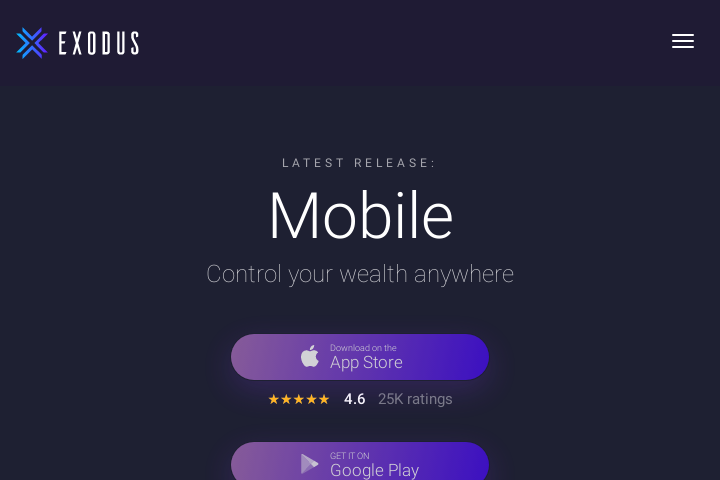 EXODUS
LATEST RELEASE:
Mobile
Control your wealth anywhere
Download on the
App Store
4.6 25K ratings
GET IT ON
Google Play